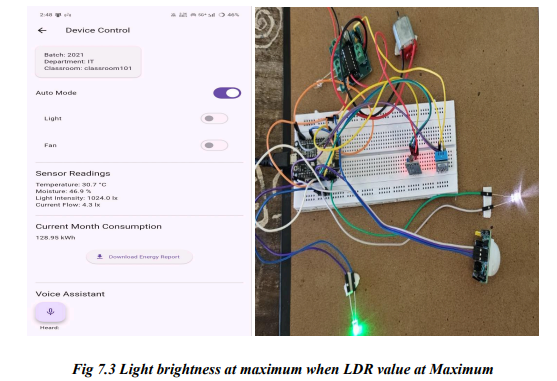 2:48
5G+
46%
Device Control
Batch: 2021
Department: IT
Classroom: classroom101
Auto Mode
Light
Fan
Sensor Readings
Temperature: 30.7 °C
Moisture: 46.9 %
Light Intensity: 1024.0 lx
Current Flow: 4.3 lx
Current Month Consumption
128.95 kWh
Download Energy Report
Voice Assistant
Heard:
Fig 7.3 Light brightness at maximum when LDR value at Maximum